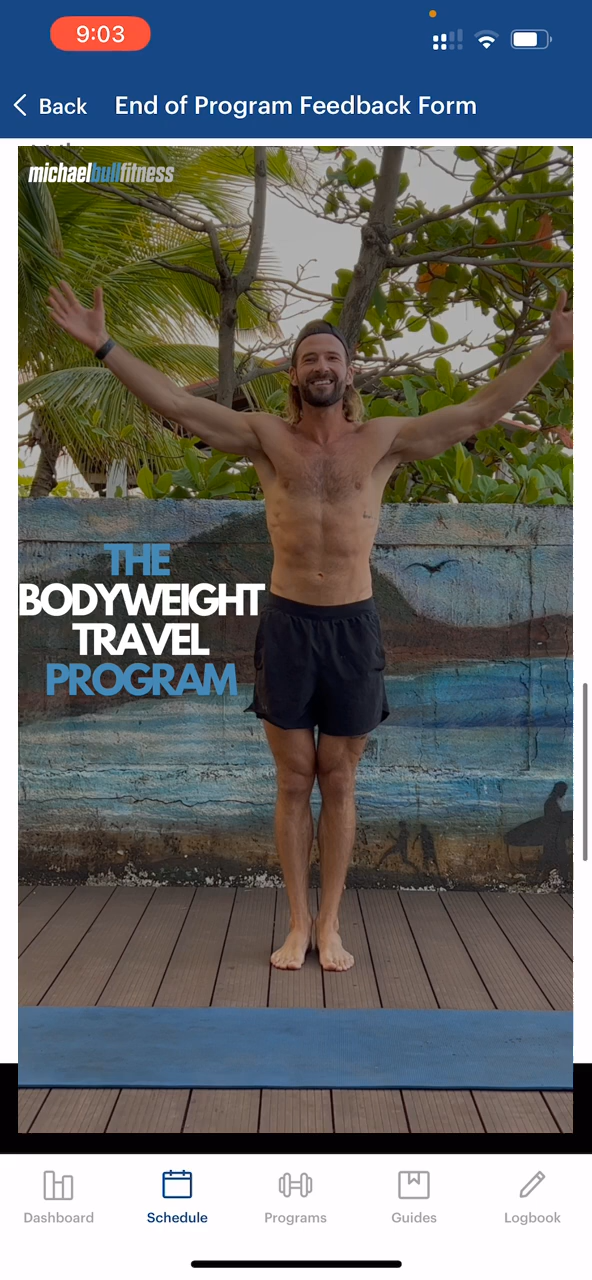 9:03
Back End of Program Feedback Form
michaelbullfitness
THE
BODYWEIGHT
TRAVEL
PROGRAM
Dashboard Schedule Programs Guides Logbook